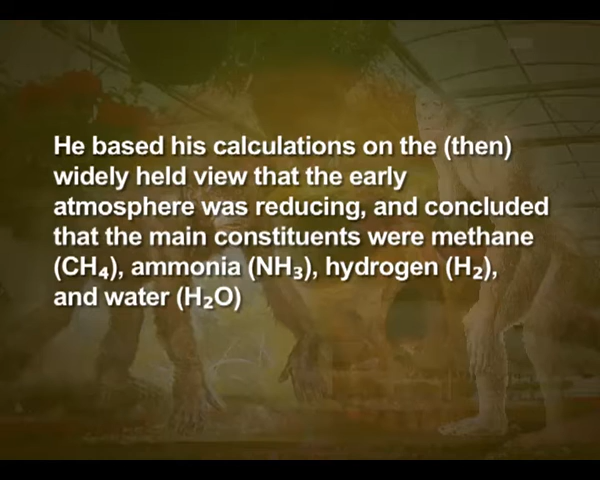 He based his calculations on the (then)
widely held view that the early
atmosphere was reducing, and concluded
that the main constituents were methane
(CH₄), ammonia (NH₃), hydrogen (H₂),
and water (H₂O)